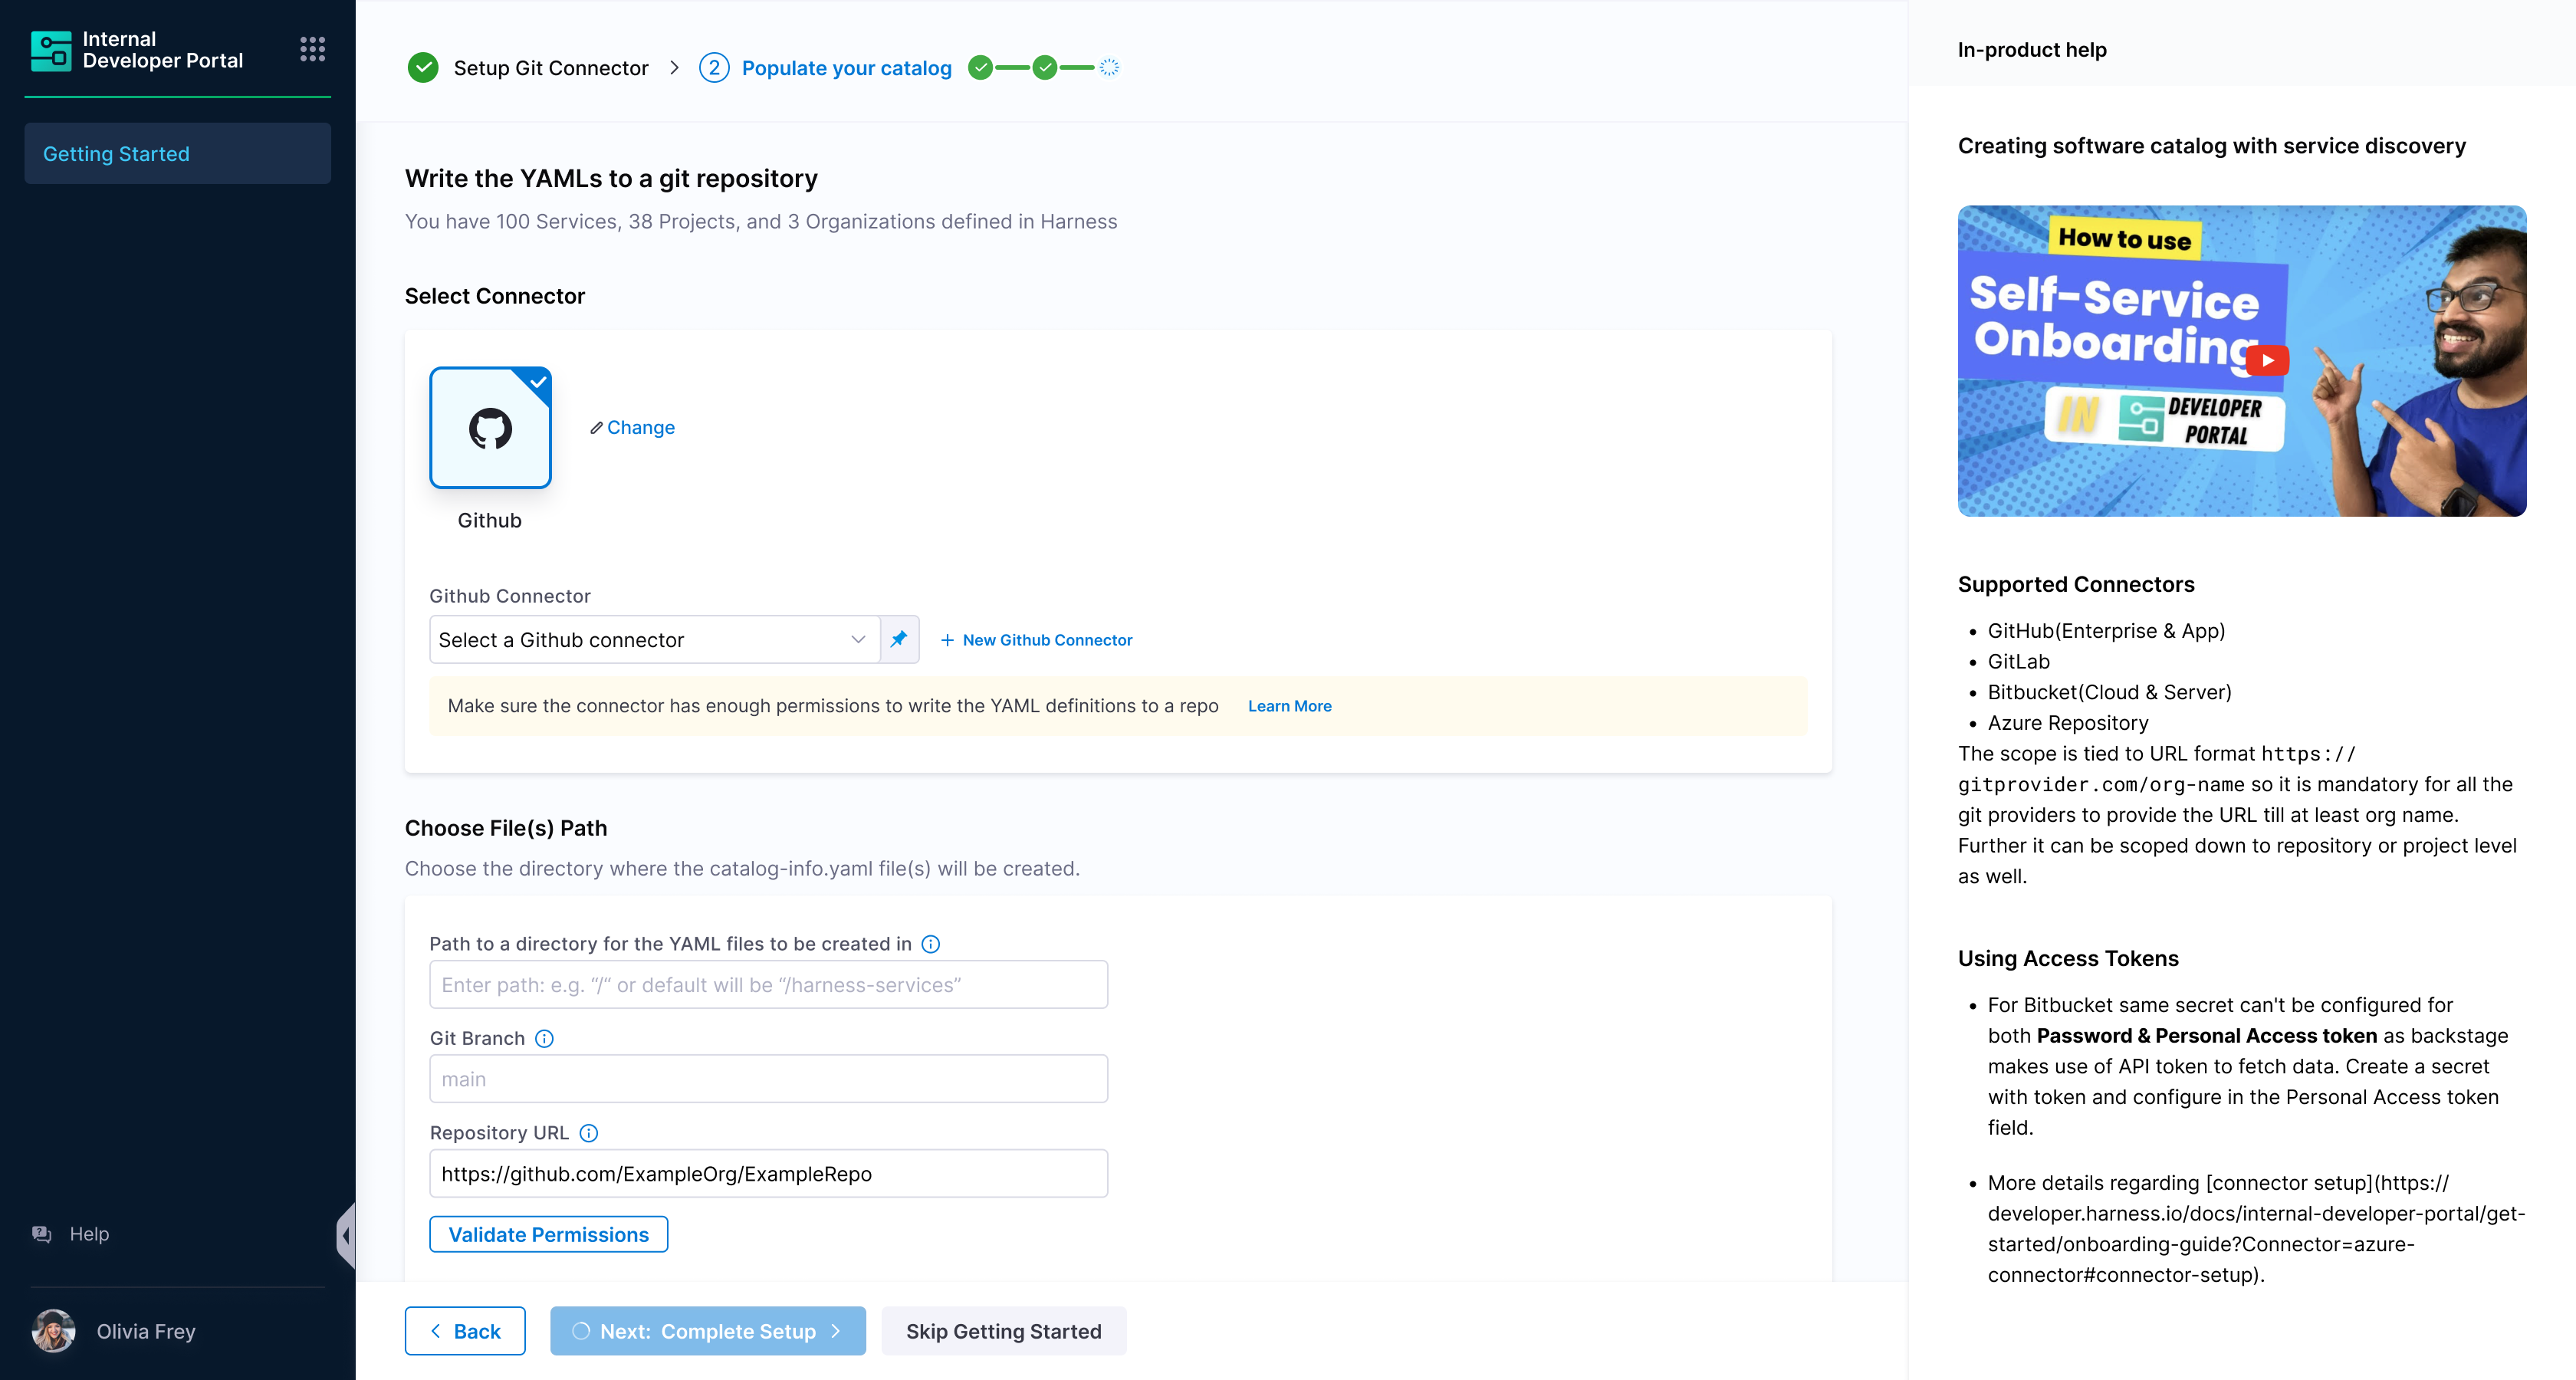 Internal
Developer Portal
Getting Started
Help
Olivia Frey
Setup Git Connector
2
Populate your catalog
Write the YAMLs to a git repository
You have 100 Services, 38 Projects, and 3 Organizations defined in Harness
Select Connector
Change
Github
Github Connector
Select a Github connector
New Github Connector
Make sure the connector has enough permissions to write the YAML definitions to a repo
Learn More
Choose File(s) Path
Choose the directory where the catalog-info.yaml file(s) will be created.
Path to a directory for the YAML files to be created in
Enter path: e.g. “/“ or default will be “/harness-services”
Git Branch
main
Repository URL
https://github.com/ExampleOrg/ExampleRepo
Validate Permissions
Back
Next: Complete Setup
Skip Getting Started
In-product help
Creating software catalog with service discovery
How to use
Self-Service
Onboarding
IN
DEVELOPER
PORTAL
Supported Connectors
• GitHub(Enterprise & App)
• GitLab
• Bitbucket(Cloud & Server)
• Azure Repository
The scope is tied to URL format https://
gitprovider.com/org-name so it is mandatory for all the
git providers to provide the URL till at least org name.
Further it can be scoped down to repository or project level
as well.
Using Access Tokens
• For Bitbucket same secret can't be configured for
both Password & Personal Access token as backstage
makes use of API token to fetch data. Create a secret
with token and configure in the Personal Access token
field.
• More details regarding [connector setup](https://
developer.harness.io/docs/internal-developer-portal/get-
started/onboarding-guide?Connector=azure-
connector#connector-setup).